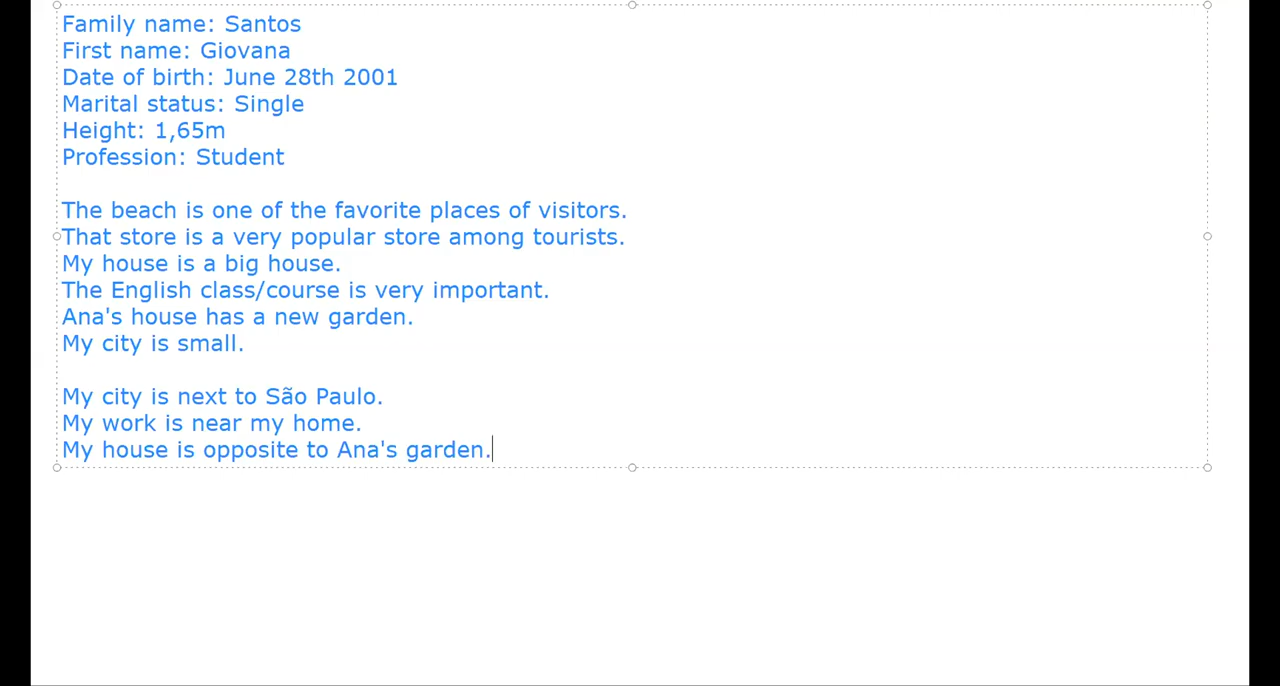 Family name: Santos
First name: Giovana
Date of birth: June 28th 2001
Marital status: Single
Height: 1,65m
Profession: Student
The beach is one of the favorite places of visitors.
That store is a very popular store among tourists.
My house is a big house.
The English class/course is very important.
Ana's house has a new garden.
My city is small.
My city is next to São Paulo.
My work is near my home.
My house is opposite to Ana's garden.